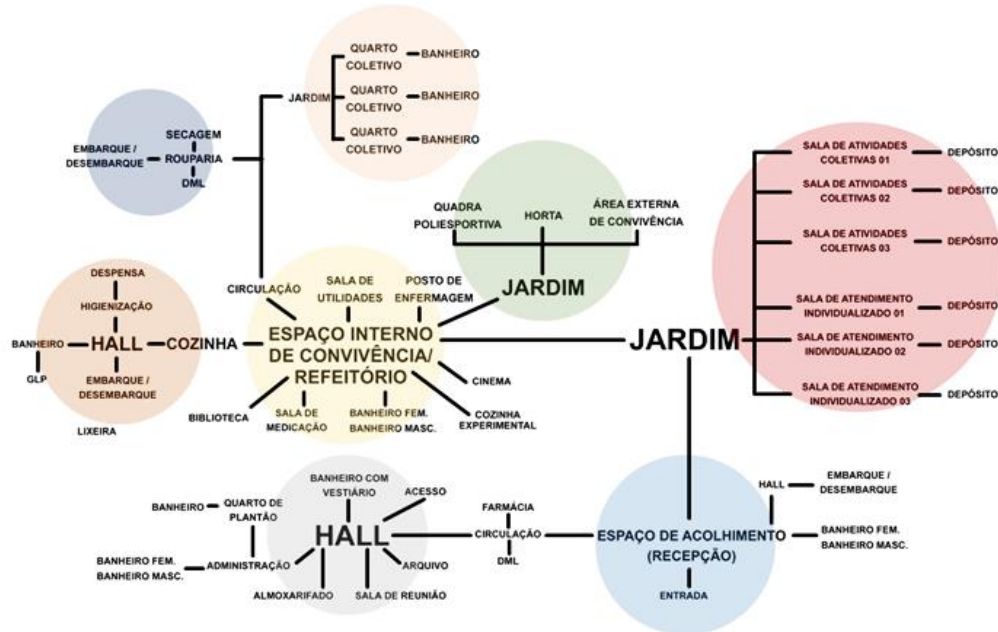 QUARTO
COLETIVO
BANHEIRO
JARDIM
QUARTO
COLETIVO
BANHEIRO
QUARTO
COLETIVO
BANHEIRO
SECAGEM
EMBARQUE /
DESEMBARQUE
ROUPARIA
DML
SALA DE ATIVIDADES
COLETIVAS 01
DEPÓSITO
SALA DE ATIVIDADES
COLETIVAS 02
DEPÓSITO
SALA DE ATIVIDADES
COLETIVAS 03
DEPÓSITO
SALA DE ATENDIMENTO
INDIVIDUALIZADO 01
DEPÓSITO
SALA DE ATENDIMENTO
INDIVIDUALIZADO 02
DEPÓSITO
SALA DE ATENDIMENTO
INDIVIDUALIZADO 03
DEPÓSITO
QUADRA
POLIESPORTIVA
HORTA
ÁREA EXTERNA
DE CONVIVÊNCIA
JARDIM
CIRCULAÇÃO
SALA DE
UTILIDADES
POSTO DE
ENFERMAGEM
ESPAÇO INTERNO
DE CONVIVÊNCIA/
REFEITÓRIO
JARDIM
DESPENSA
HIGIENIZAÇÃO
BANHEIRO
HALL
COZINHA
GLP
EMBARQUE /
DESEMBARQUE
LIXEIRA
CINEMA
BIBLIOTECA
SALA DE
MEDICAÇÃO
BANHEIRO FEM.
BANHEIRO MASC.
COZINHA
EXPERIMENTAL
BANHEIRO COM
VESTIÁRIO
ACESSO
BANHEIRO
QUARTO DE
PLANTÃO
HALL
FARMÁCIA
CIRCULAÇÃO
DML
BANHEIRO FEM.
BANHEIRO MASC.
ADMINISTRAÇÃO
ARQUIVO
ALMOXARIFADO
SALA DE REUNIÃO
HALL
EMBARQUE /
DESEMBARQUE
ESPAÇO DE ACOLHIMENTO
(RECEPÇÃO)
BANHEIRO FEM.
BANHEIRO MASC.
ENTRADA